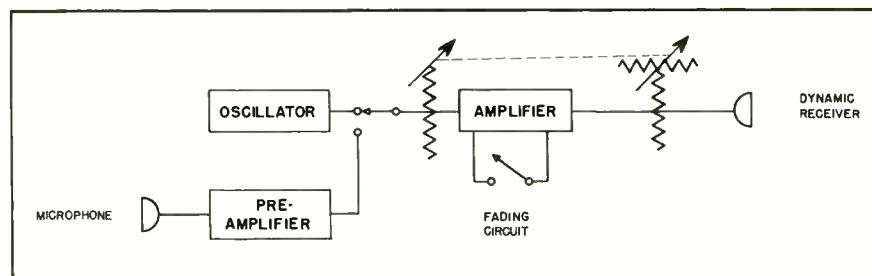 OSCILLATOR
AMPLIFIER
DYNAMIC
RECEIVER
MICROPHONE
PRE-
AMPLIFIER
FADING
CIRCUIT